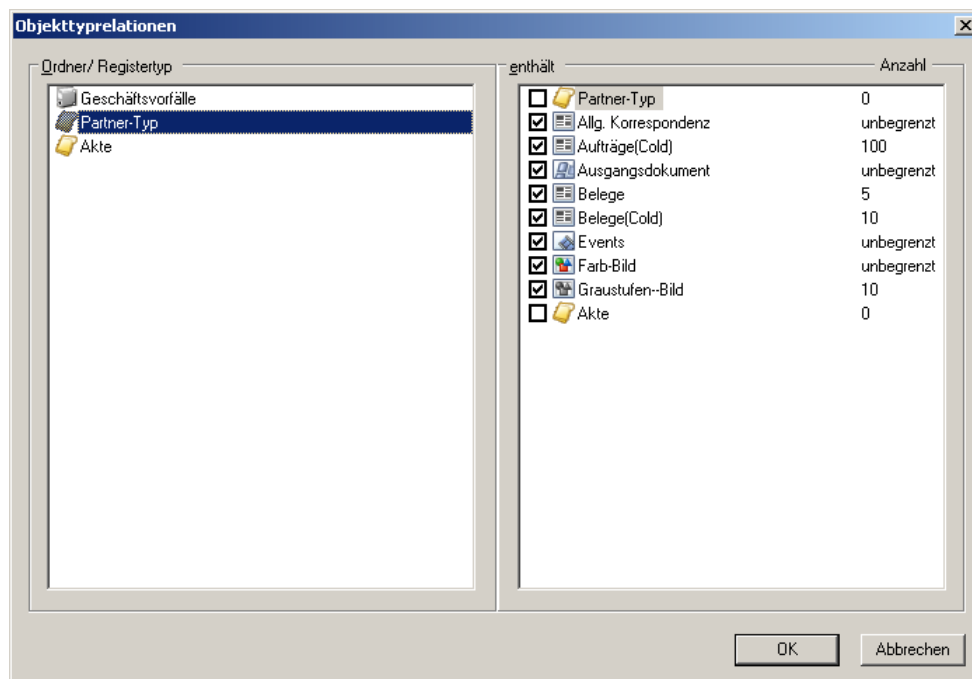 Objekttyprelationen
Ordner/ Registertyp
Geschäftsvorfälle
Partner-Typ
Akte
enthält Anzahl
Partner-Typ 0
Allg. Korrespondenz unbegrenzt
Aufträge(Cold) 100
Ausgangsdokument unbegrenzt
Belege 5
Belege(Cold) 10
Events unbegrenzt
Farb-Bild unbegrenzt
Graustufen--Bild 10
Akte 0
OK Abbrechen